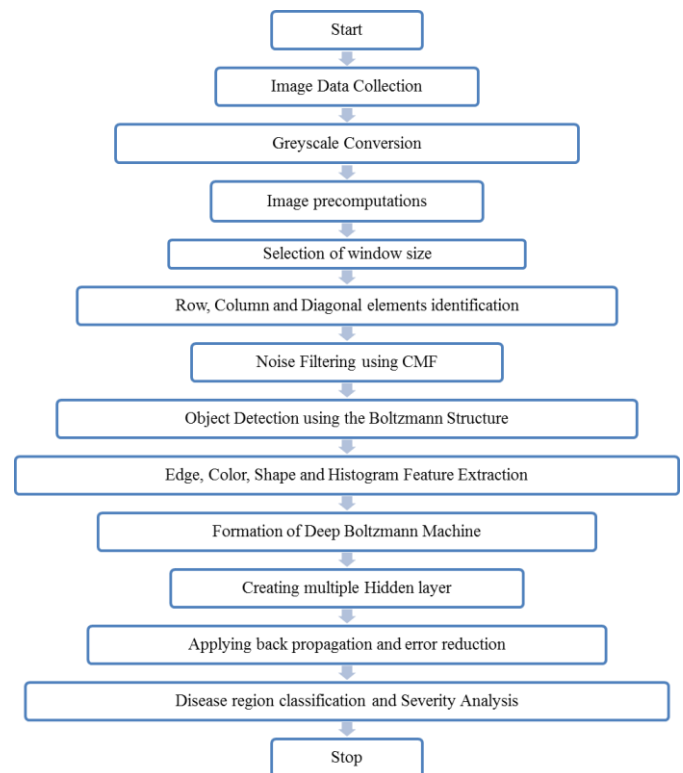 Start
Image Data Collection
Greyscale Conversion
Image precomputations
Selection of window size
Row, Column and Diagonal elements identification
Noise Filtering using CMF
Object Detection using the Boltzmann Structure
Edge, Color, Shape and Histogram Feature Extraction
Formation of Deep Boltzmann Machine
Creating multiple Hidden layer
Applying back propagation and error reduction
Disease region classification and Severity Analysis
Stop